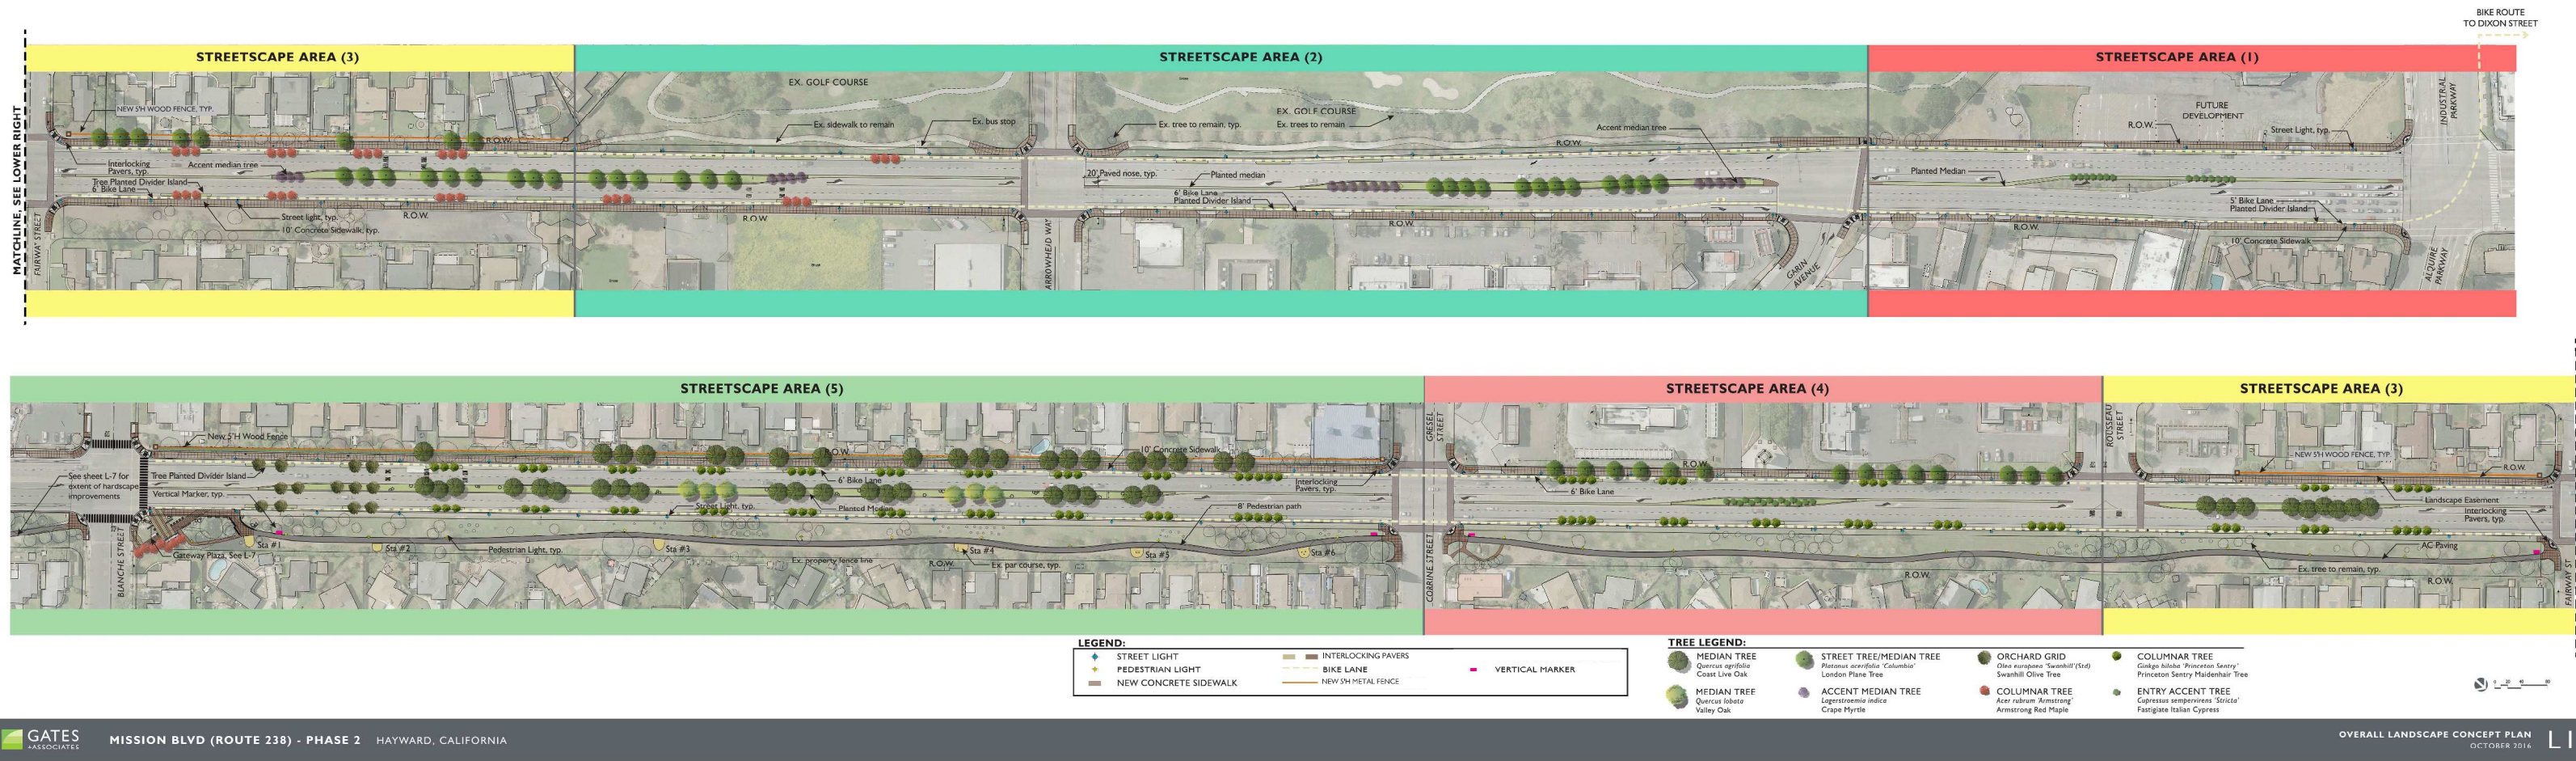 BIKE ROUTE
TO DIXON STREET
STREETSCAPE AREA (3)
STREETSCAPE AREA (2)
STREETSCAPE AREA (1)
MATCHLINE, SEE LOWER RIGHT
NEW 5'H WOOD FENCE, TYP.
EX. GOLF COURSE
EX. GOLF COURSE
Ex. trees to remain
Ex. sidewalk to remain
Ex. bus stop
Ex. tree to remain, typ.
Accent median tree
FUTURE
DEVELOPMENT
R.O.W.
Street Light, typ.
INDUSTRIAL
PARKWAY
R.O.W.
R.O.W.
Interlocking
Pavers, typ.
Accent median tree
Tree Planted Divider Island
6' Bike Lane
20' Paved nose, typ.
Planted median
6' Bike Lane
Planted Divider Island
Planted Median
5' Bike Lane
Planted Divider Island
Street light, typ.
R.O.W.
10' Concrete Sidewalk, typ.
R.O.W.
R.O.W.
R.O.W.
10' Concrete Sidewalk
FAIRWAY STREET
ARROWHEAD WAY
GARIN
AVENUE
ALQUIRE
PARKWAY
STREETSCAPE AREA (5)
STREETSCAPE AREA (4)
STREETSCAPE AREA (3)
New 5'H Wood Fence
R.O.W.
10' Concrete Sidewalk
GRESEL
STREET
R.O.W.
ROUSSEAU
STREET
NEW 5'H WOOD FENCE, TYP.
R.O.W.
See sheet L-7 for
extent of hardscape
improvements
Tree Planted Divider Island
Vertical Marker, typ.
6' Bike Lane
Interlocking
Pavers, typ.
6' Bike Lane
Landscape Easement
Interlocking
Pavers, typ.
Street Light, typ.
Planted Median
8' Pedestrian path
Gateway Plaza, See L-7
Sta #1
Sta #2
Pedestrian Light, typ.
Sta #3
Ex. property fence line
R.O.W.
Sta #4
Ex. par course, typ.
Sta #5
Sta #6
AC Paving
Ex. tree to remain, typ.
R.O.W.
R.O.W.
BLANCHE STREET
CORRINE STREET
FAIRWAY ST
LEGEND:
STREET LIGHT
INTERLOCKING PAVERS
PEDESTRIAN LIGHT
BIKE LANE
VERTICAL MARKER
NEW CONCRETE SIDEWALK
NEW 5'H METAL FENCE
TREE LEGEND:
MEDIAN TREE
Quercus agrifolia
Coast Live Oak
STREET TREE/MEDIAN TREE
Platanus acerifolia 'Columbia'
London Plane Tree
ORCHARD GRID
Olea europaea 'Swanhill'(Std)
Swanhill Olive Tree
COLUMNAR TREE
Ginkgo biloba 'Princeton Sentry'
Princeton Sentry Maidenhair Tree
MEDIAN TREE
Quercus lobata
Valley Oak
ACCENT MEDIAN TREE
Lagerstroemia indica
Crape Myrtle
COLUMNAR TREE
Acer rubrum 'Armstrong'
Armstrong Red Maple
ENTRY ACCENT TREE
Cupressus sempervirens 'Stricta'
Fastigiate Italian Cypress
GATES
+ASSOCIATES
MISSION BLVD (ROUTE 238) - PHASE 2 HAYWARD, CALIFORNIA
OVERALL LANDSCAPE CONCEPT PLAN
OCTOBER 2016
L1